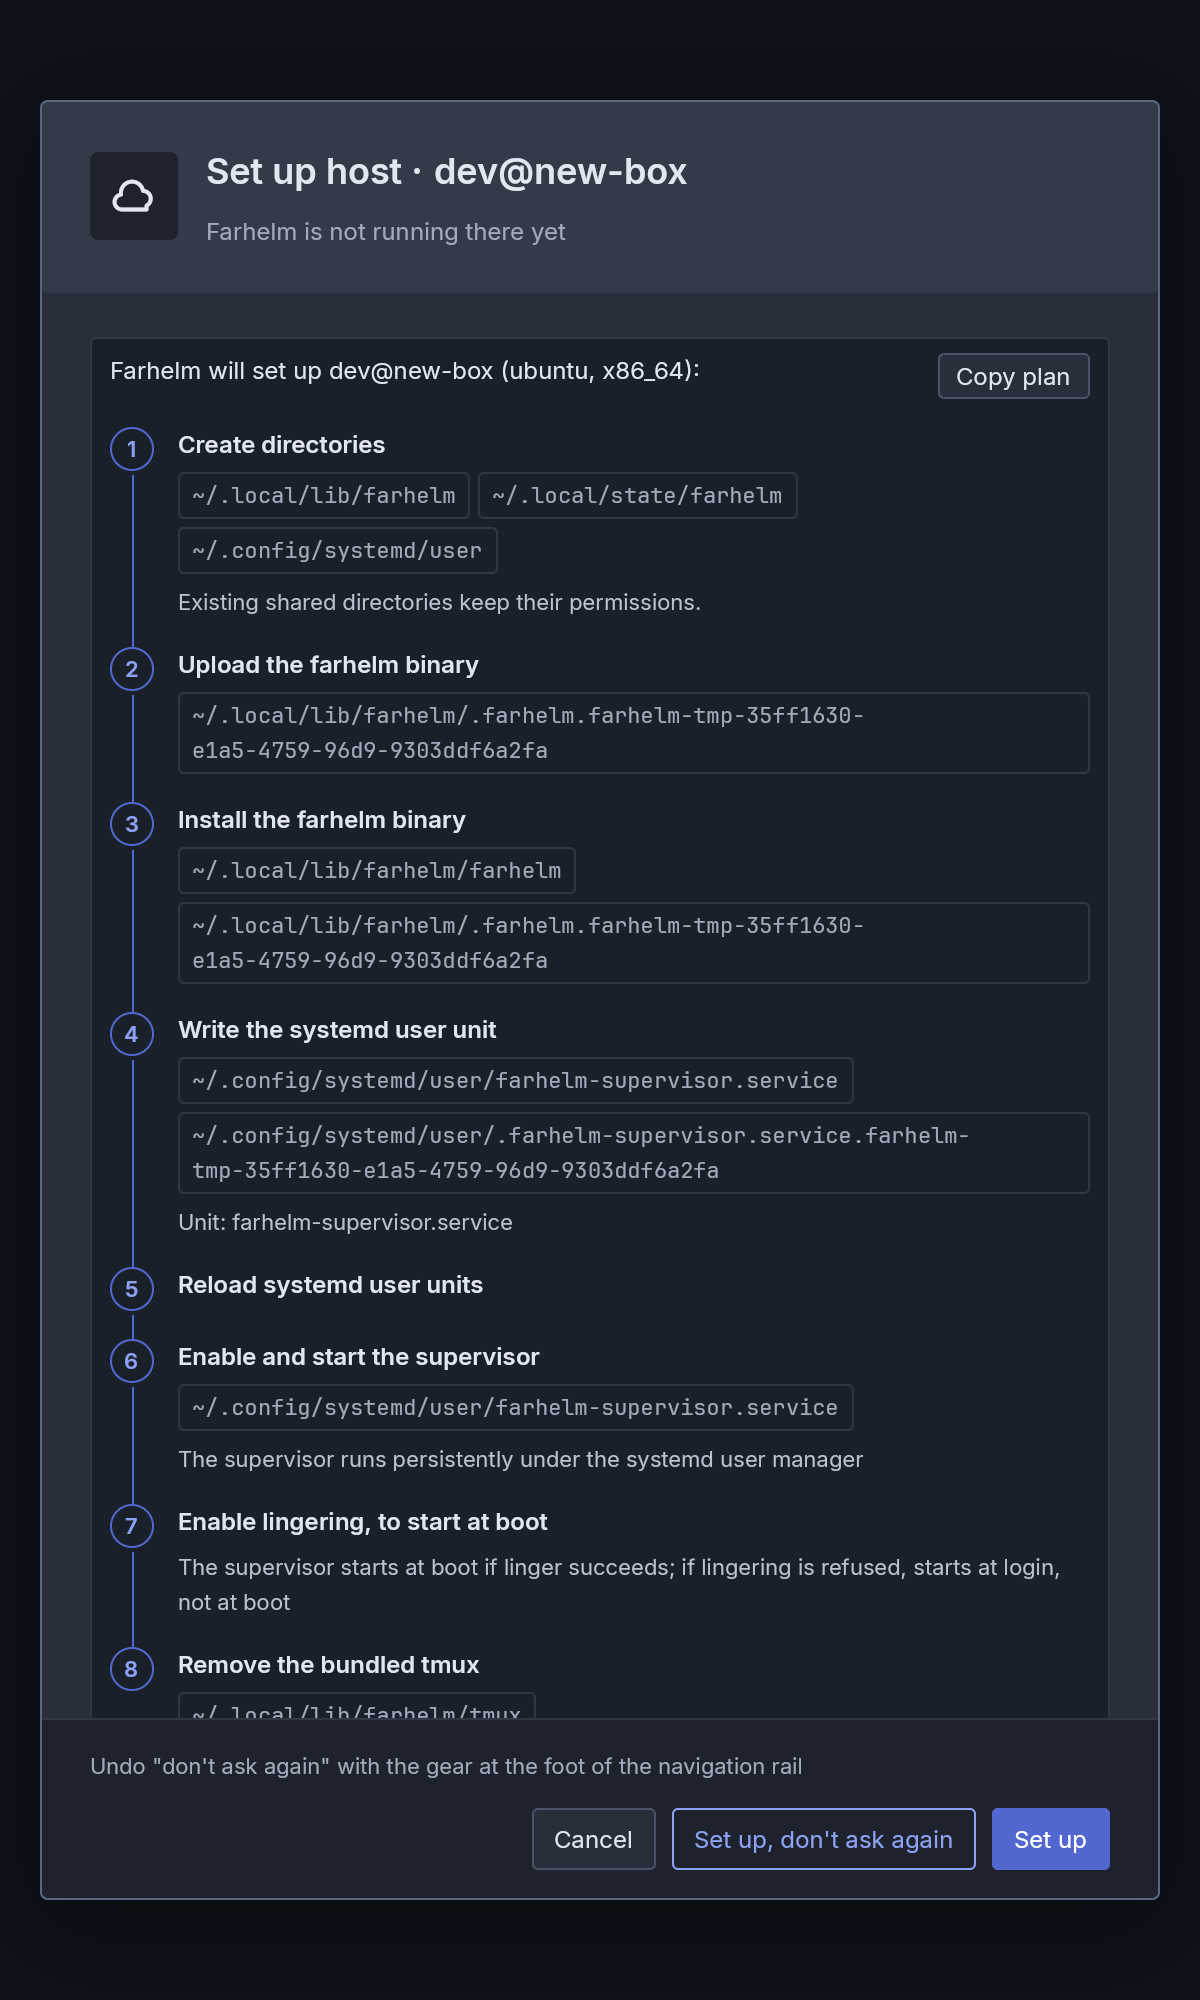 Set up host · dev@new-box
Farhelm is not running there yet
Farhelm will set up dev@new-box (ubuntu, x86_64):
Copy plan
1
Create directories
~/.local/lib/farhelm
~/.local/state/farhelm
~/.config/systemd/user
Existing shared directories keep their permissions.
2
Upload the farhelm binary
~/.local/lib/farhelm/.farhelm.farhelm-tmp-35ff1630-
e1a5-4759-96d9-9303ddf6a2fa
3
Install the farhelm binary
~/.local/lib/farhelm/farhelm
~/.local/lib/farhelm/.farhelm.farhelm-tmp-35ff1630-
e1a5-4759-96d9-9303ddf6a2fa
4
Write the systemd user unit
~/.config/systemd/user/farhelm-supervisor.service
~/.config/systemd/user/.farhelm-supervisor.service.farhelm-
tmp-35ff1630-e1a5-4759-96d9-9303ddf6a2fa
Unit: farhelm-supervisor.service
5
Reload systemd user units
6
Enable and start the supervisor
~/.config/systemd/user/farhelm-supervisor.service
The supervisor runs persistently under the systemd user manager
7
Enable lingering, to start at boot
The supervisor starts at boot if linger succeeds; if lingering is refused, starts at login,
not at boot
8
Remove the bundled tmux
~/.local/lib/farhelm/tmux
Undo "don't ask again" with the gear at the foot of the navigation rail
Cancel
Set up, don't ask again
Set up